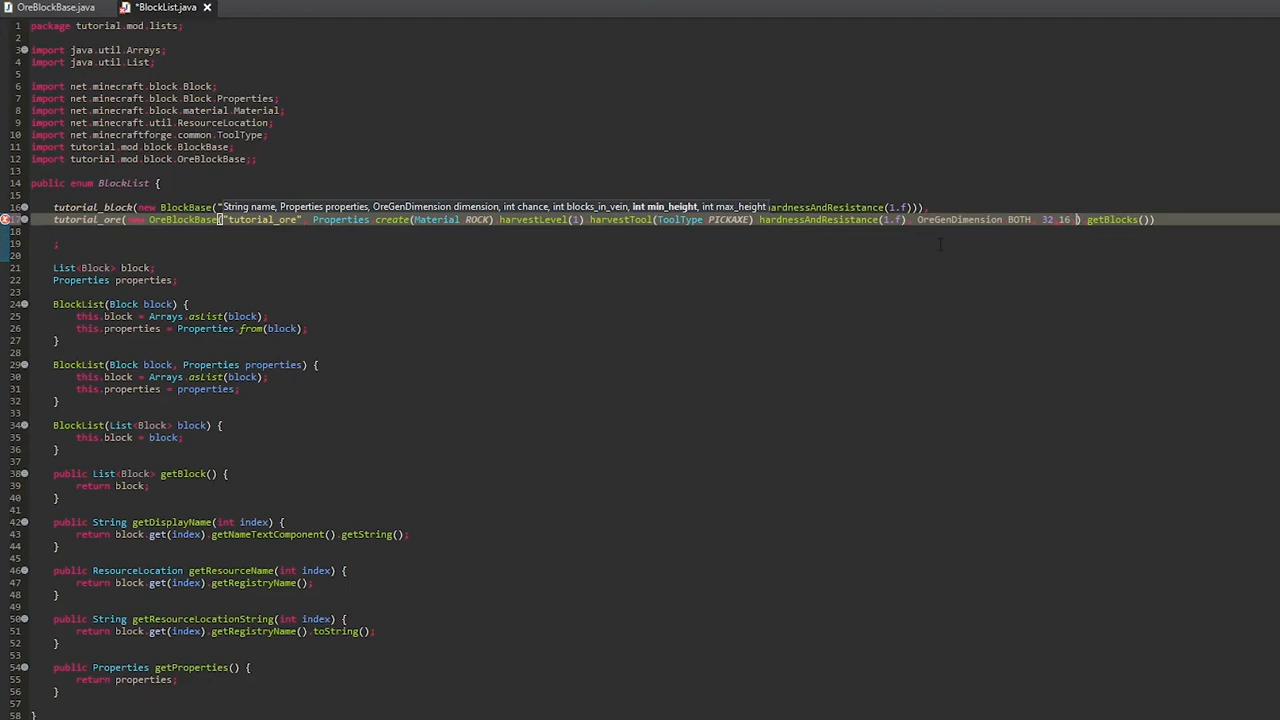 OreBlockBase.java *BlockList.java
1 package tutorial.mod.lists;
2
3 import java.util.Arrays;
4 import java.util.List;
5
6 import net.minecraft.block.Block;
7 import net.minecraft.block.Block.Properties;
8 import net.minecraft.block.material.Material;
9 import net.minecraft.util.ResourceLocation;
10 import net.minecraftforge.common.ToolType;
11 import tutorial.mod.block.BlockBase;
12 import tutorial.mod.block.OreBlockBase;;
13
14 public enum BlockList {
15
16 tutorial_block(new BlockBase(" String name, Properties properties, OreGenDimension dimension, int chance, int blocks_in_vein, int min_height, int max_height hardnessAndResistance(1.f))),
17 tutorial_ore(new OreBlockBase("tutorial_ore", Properties.create(Material.ROCK).harvestLevel(1).harvestTool(ToolType.PICKAXE).hardnessAndResistance(1.f), OreGenDimension.BOTH, 32,16,).getBlocks())
18
19 ;
20
21 List<Block> block;
22 Properties properties;
23
24 BlockList(Block block) {
25 this.block = Arrays.asList(block);
26 this.properties = Properties.from(block);
27 }
28
29 BlockList(Block block, Properties properties) {
30 this.block = Arrays.asList(block);
31 this.properties = properties;
32 }
33
34 BlockList(List<Block> block) {
35 this.block = block;
36 }
37
38 public List<Block> getBlock() {
39 return block;
40 }
41
42 public String getDisplayName(int index) {
43 return block.get(index).getNameTextComponent().getString();
44 }
45
46 public ResourceLocation getResourceName(int index) {
47 return block.get(index).getRegistryName();
48 }
49
50 public String getResourceLocationString(int index) {
51 return block.get(index).getRegistryName().toString();
52 }
53
54 public Properties getProperties() {
55 return properties;
56 }
57
58 }